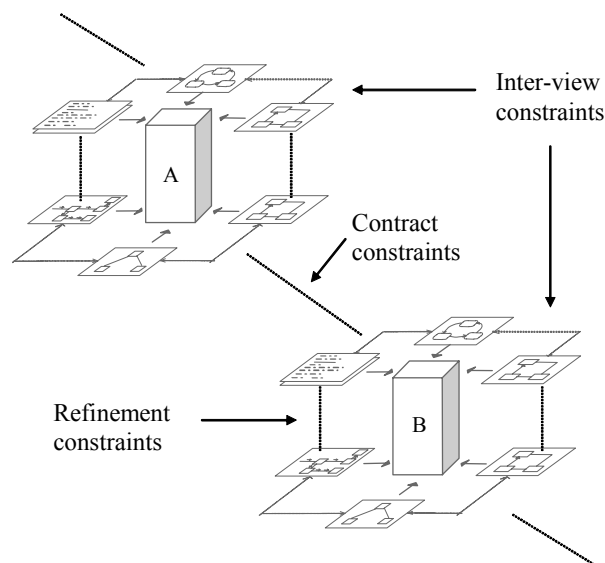 Inter-view
constraints
A
Contract
constraints
Refinement
constraints
B